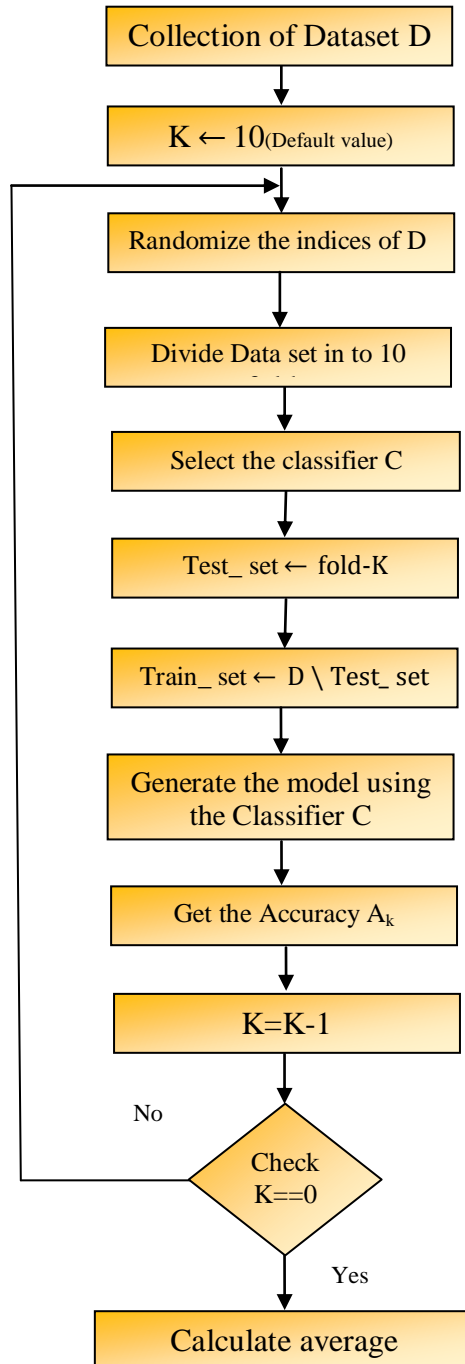 Collection of Dataset D
K ← 10(Default value)
Randomize the indices of D
Divide Data set in to 10
Select the classifier C
Test_ set ← fold-K
Train_ set ← D \ Test_ set
Generate the model using
the Classifier C
Get the Accuracy Aₖ
K=K-1
No
Check
K==0
Yes
Calculate average